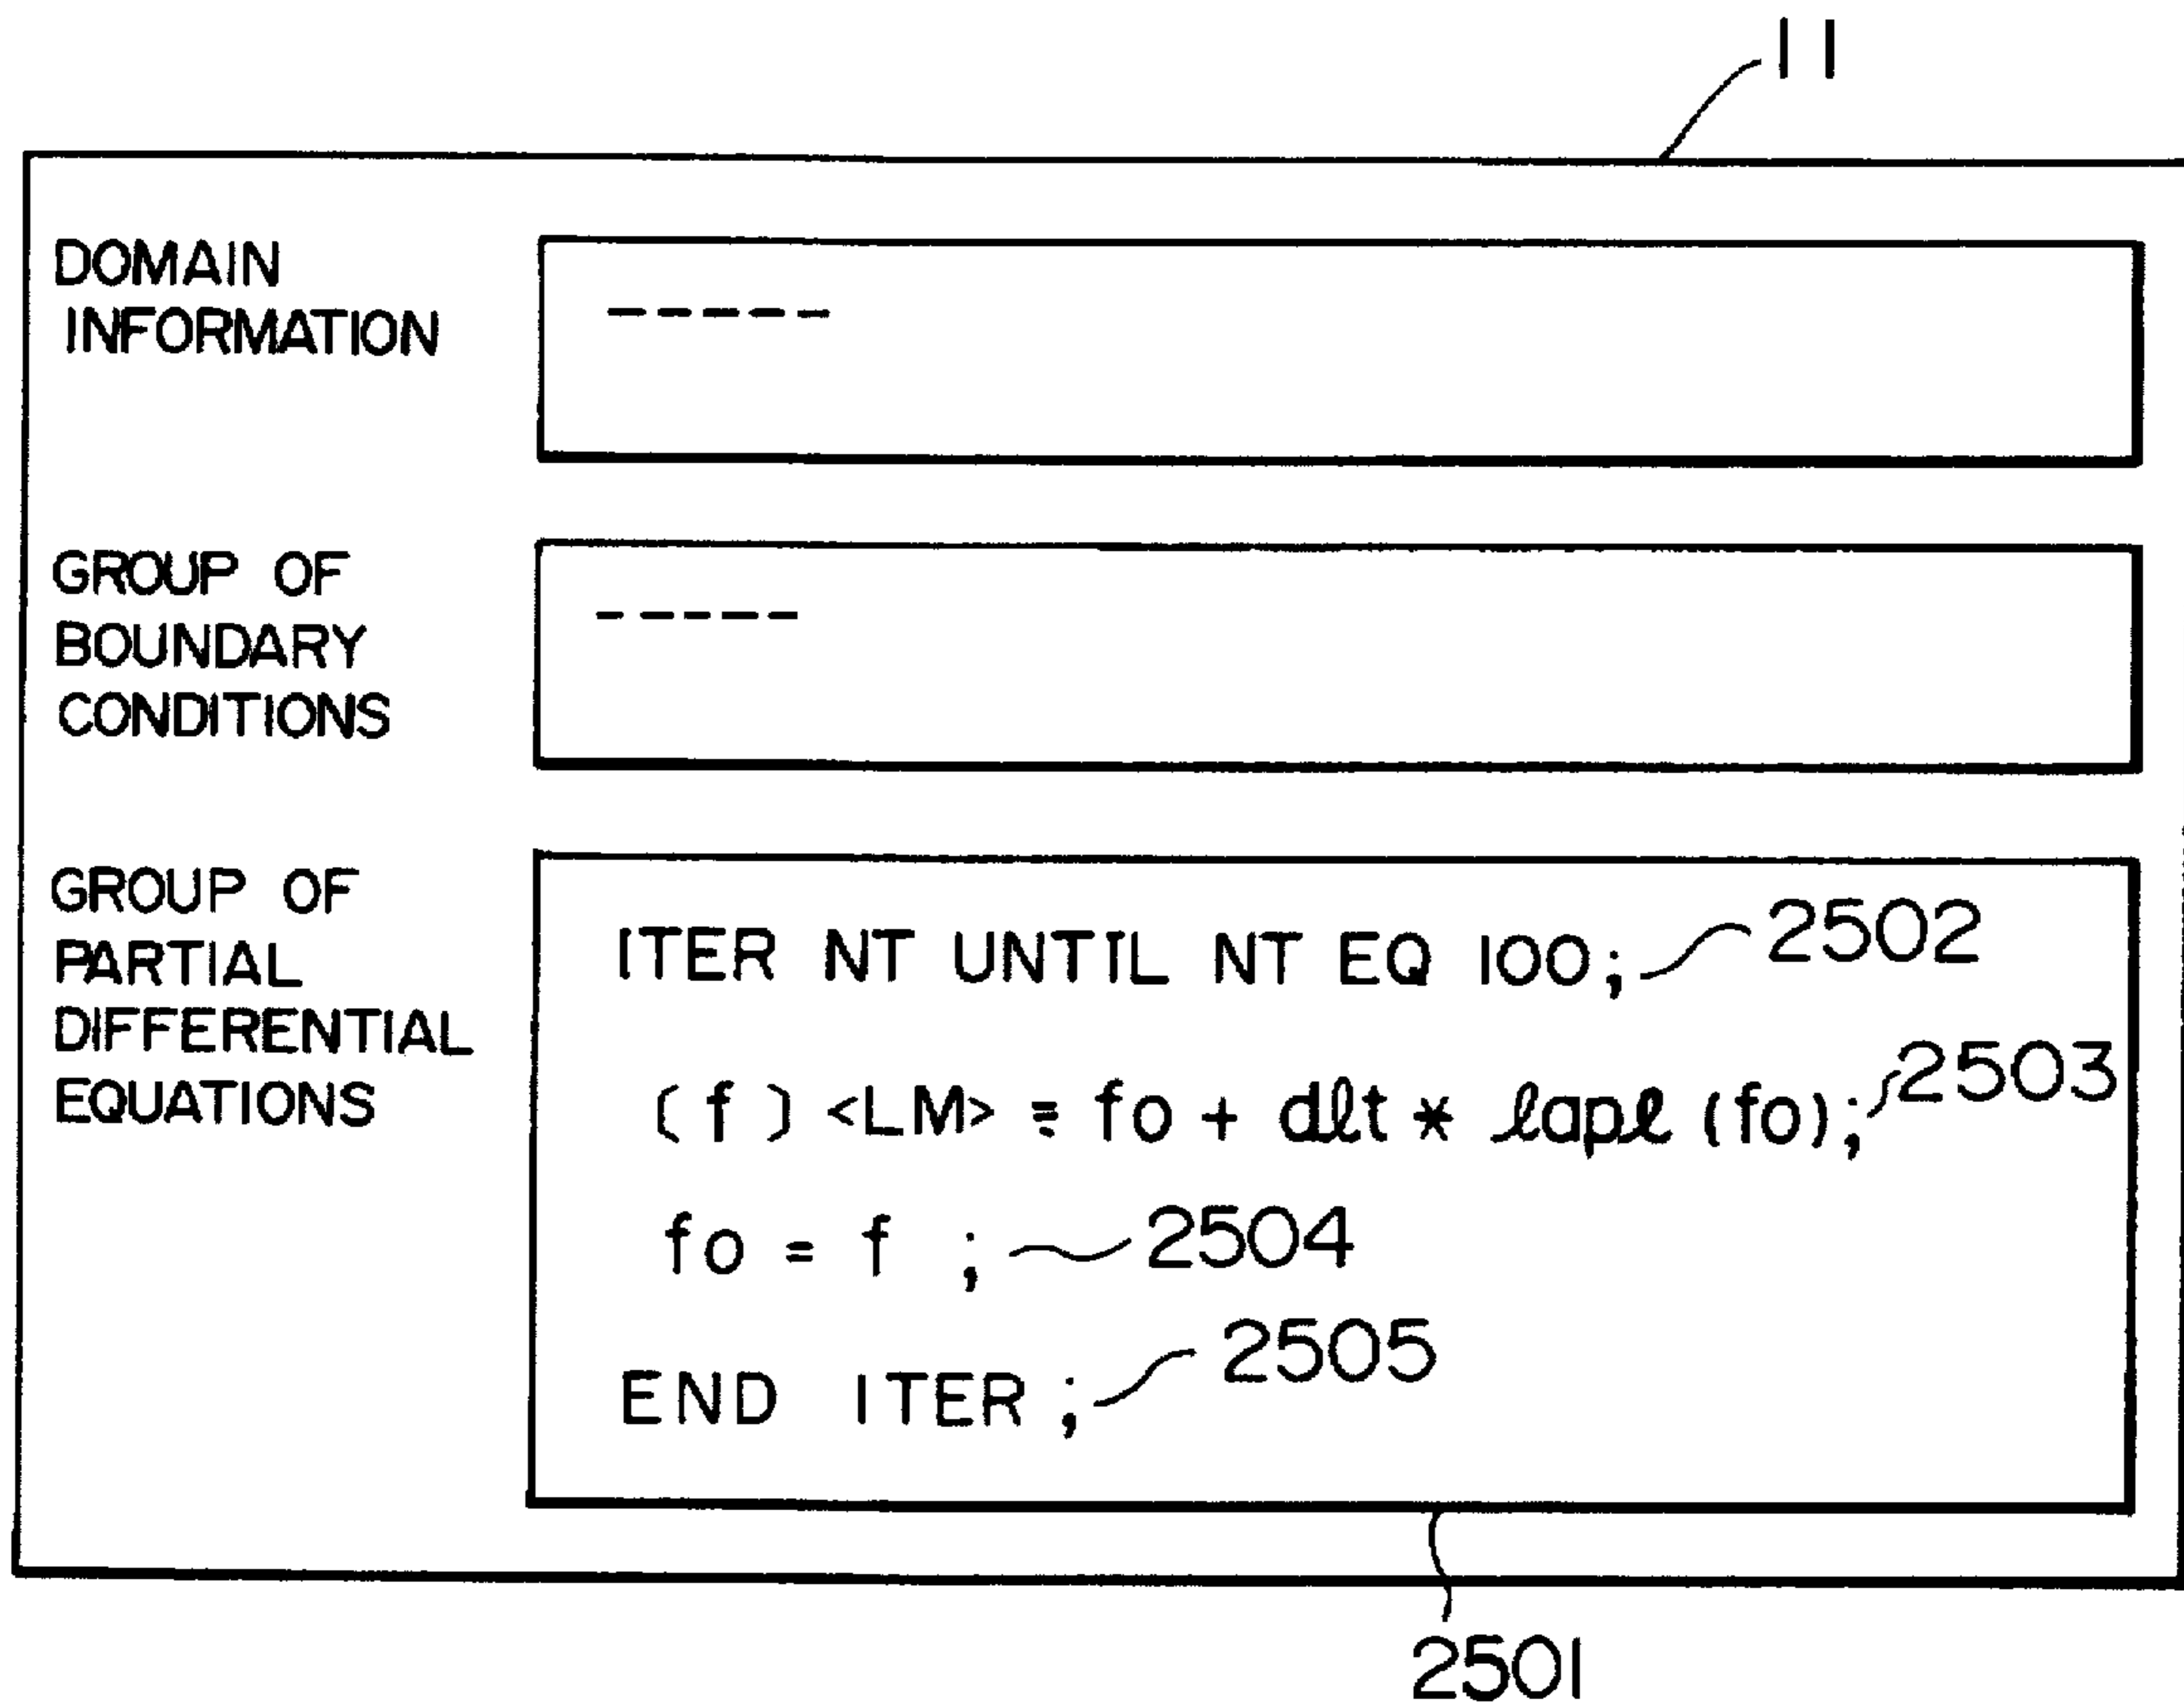 11
DOMAIN
INFORMATION
-----
GROUP OF
BOUNDARY
CONDITIONS
-----
GROUP OF
PARTIAL
DIFFERENTIAL
EQUATIONS
ITER NT UNTIL NT EQ 100; 2502
(f) <LM> = fo + dlt * lapl (fo); 2503
fo = f ; 2504
END ITER ; 2505
2501